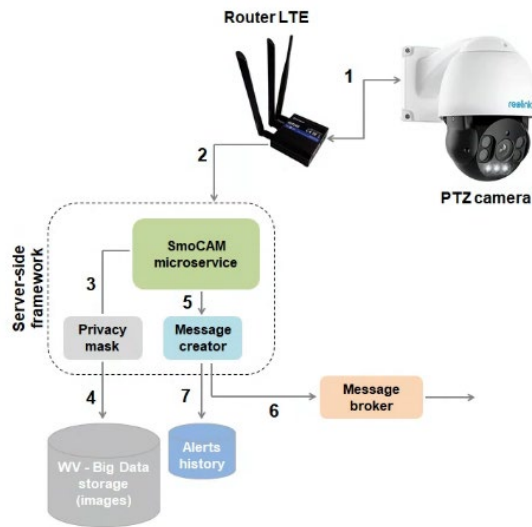 Router LTE
1
reolink
2
PTZ camera
Server-side
framework
SmoCAM
microservice
3
5
Privacy
mask
Message
creator
4
7
6
Message
broker
WV - Big Data
storage
(images)
Alerts
history